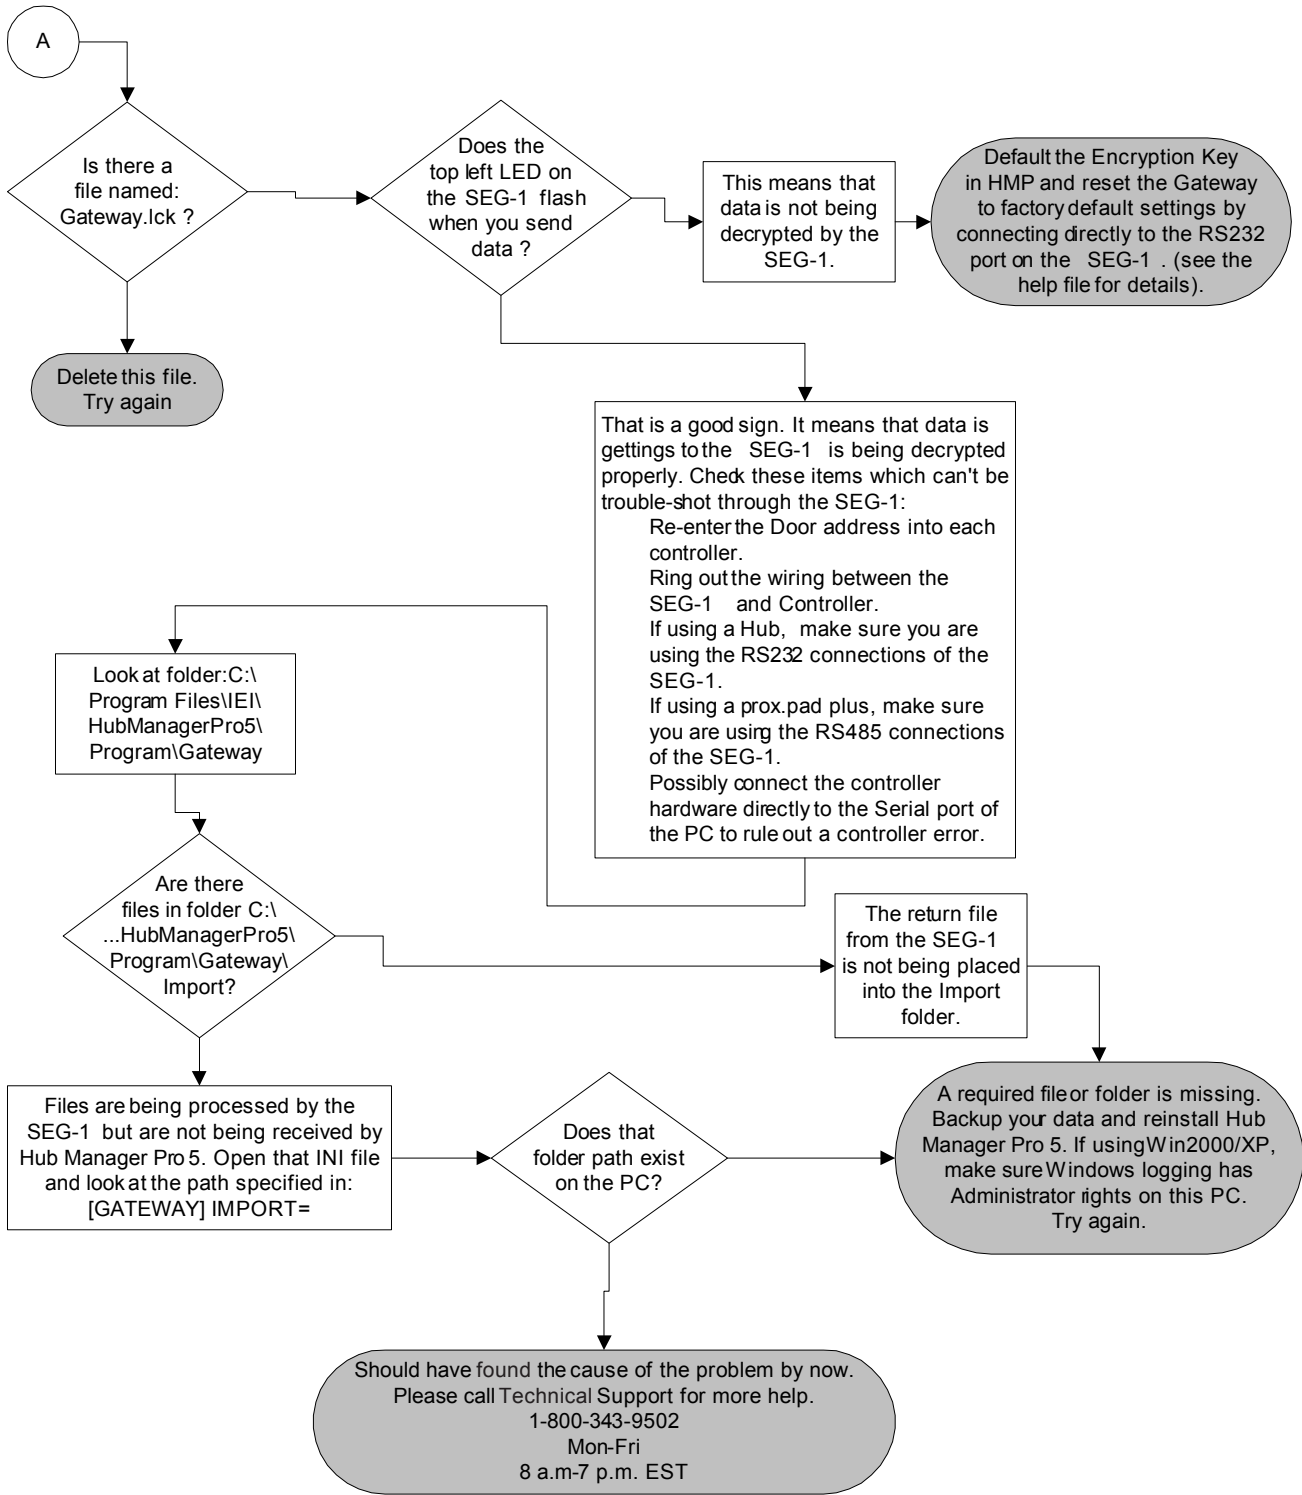 A
Is there a
file named:
Gateway.lck ?
Does the
top left LED on
the SEG-1 flash
when you send
data ?
This means that
data is not being
decrypted by the
SEG-1.
Default the Encryption Key
in HMP and reset the Gateway
to factory default settings by
connecting directly to the RS232
port on the SEG-1 . (see the
help file for details).
Delete this file.
Try again
That is a good sign. It means that data is
gettings to the SEG-1 is being decrypted
properly. Check these items which can't be
trouble-shot through the SEG-1:
Re-enter the Door address into each
controller.
Ring out the wiring between the
SEG-1 and Controller.
If using a Hub, make sure you are
using the RS232 connections of the
SEG-1.
If using a prox.pad plus, make sure
you are using the RS485 connections
of the SEG-1.
Possibly connect the controller
hardware directly to the Serial port of
the PC to rule out a controller error.
Look at folder:C:\
Program Files\IEI\
HubManagerPro5\
Program\Gateway
Are there
files in folder C:\
...HubManagerPro5\
Program\Gateway\
Import?
The return file
from the SEG-1
is not being placed
into the Import
folder.
Files are being processed by the
SEG-1 but are not being received by
Hub Manager Pro 5. Open that INI file
and look at the path specified in:
[GATEWAY] IMPORT=
Does that
folder path exist
on the PC?
A required file or folder is missing.
Backup your data and reinstall Hub
Manager Pro 5. If using Win2000/XP,
make sure Windows logging has
Administrator rights on this PC.
Try again.
Should have found the cause of the problem by now.
Please call Technical Support for more help.
1-800-343-9502
Mon-Fri
8 a.m-7 p.m. EST